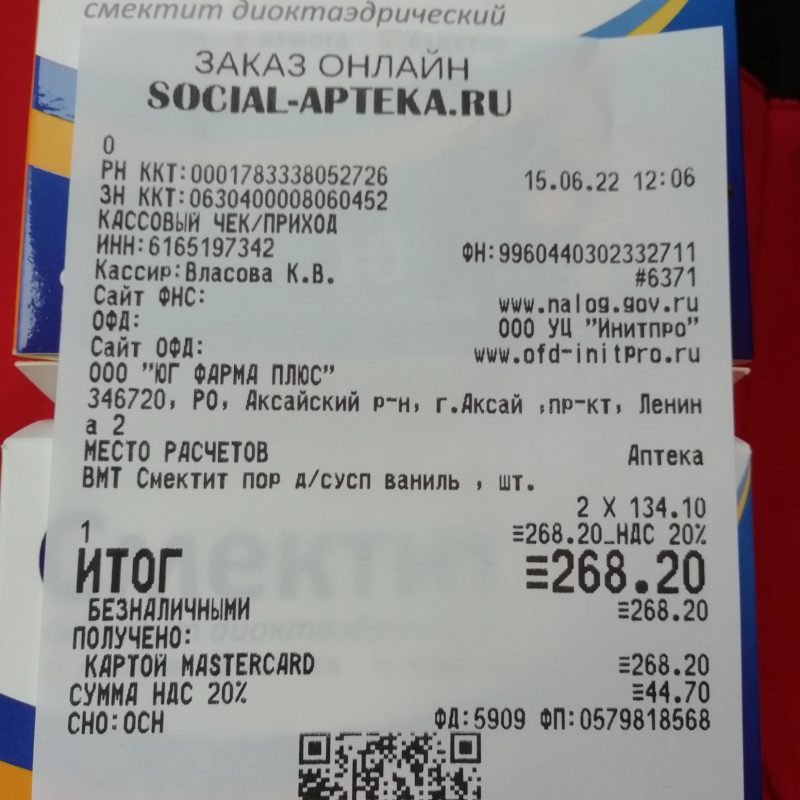 смектит диоктаэдрический
ЗАКАЗ ОНЛАЙН
SOCIAL-APTEKA.RU
0
РН ККТ:0001783338052726 15.06.22 12:06
ЗН ККТ:0630400008060452
КАССОВЫЙ ЧЕК/ПРИХОД
ИНН:6165197342 ФН:9960440302332711
Кассир:Власова К.В. #6371
Сайт ФНС: www.nalog.gov.ru
ОФД: ООО УЦ "Инитпро"
Сайт ОФД: www.ofd-initpro.ru
ООО "ЮГ ФАРМА ПЛЮС"
346720, РО, Аксайский р-н, г.Аксай ,пр-кт, Ленин
а 2
МЕСТО РАСЧЕТОВ Аптека
ВМТ Смектит пор д/сусп ваниль , шт.
2 X 134.10
1 ≡268.20_НДС 20%
ИТОГ ≡268.20
БЕЗНАЛИЧНЫМИ ≡268.20
ПОЛУЧЕНО:
КАРТОЙ MASTERCARD ≡268.20
СУММА НДС 20% ≡44.70
СНО:ОСН ФД:5909 ФП:0579818568